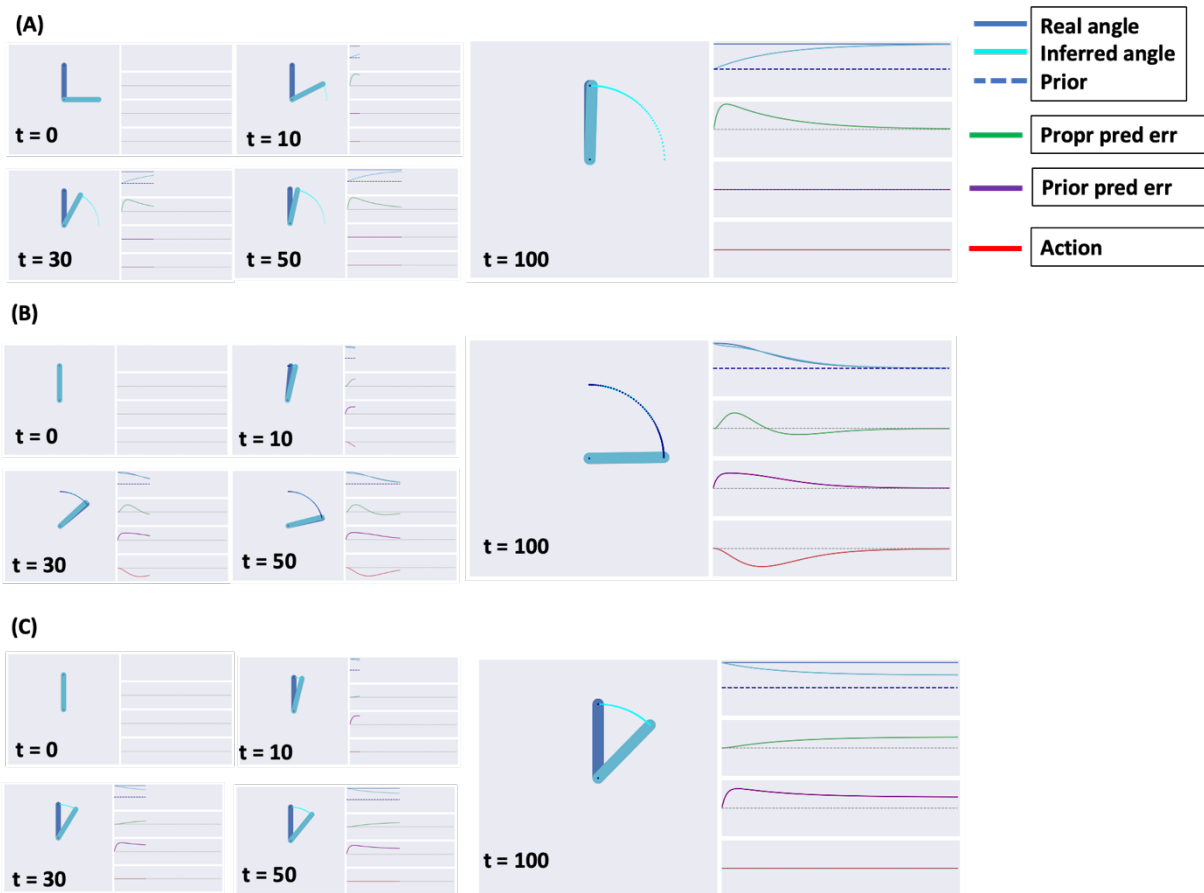 (A)
Real angle
Inferred angle
Prior
t = 0
t = 10
Propr pred err
Prior pred err
t = 30
t = 50
t = 100
Action
(B)
t = 0
t = 10
t = 30
t = 50
t = 100
(C)
t = 0
t = 10
t = 30
t = 50
t = 100